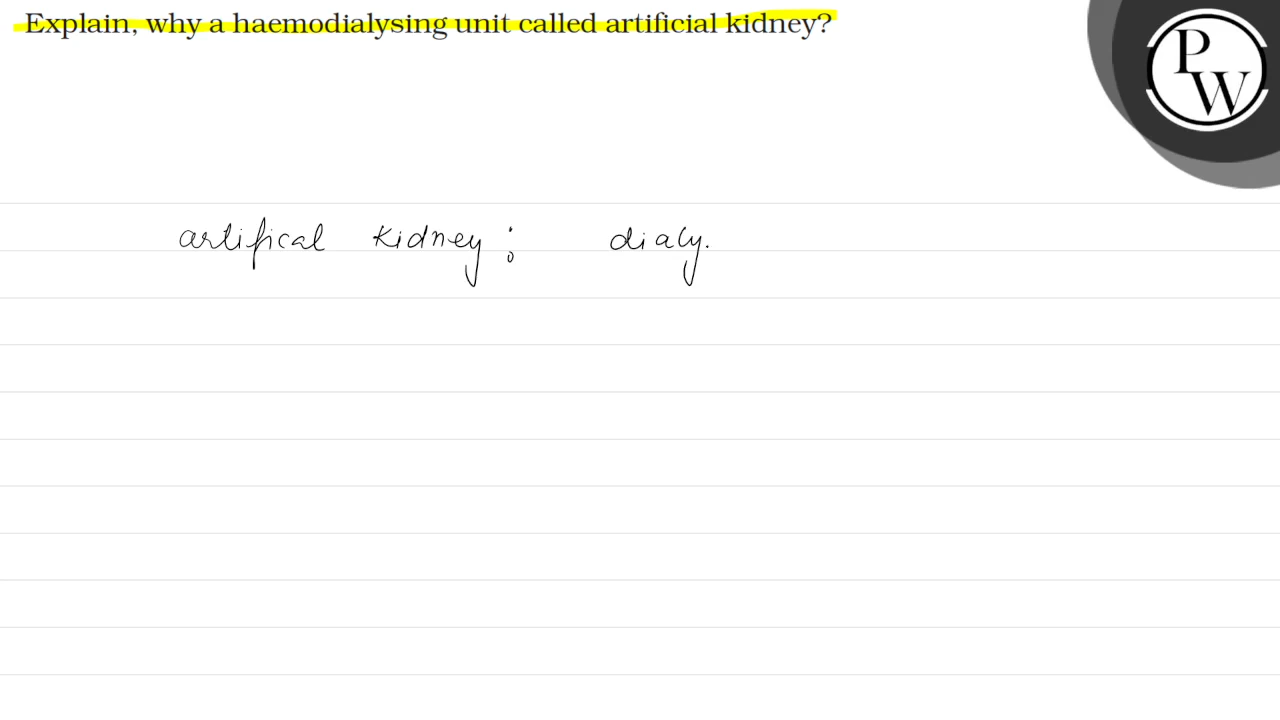 Explain, why a haemodialysing unit called artificial kidney?
PW
artifical kidney : dialy.